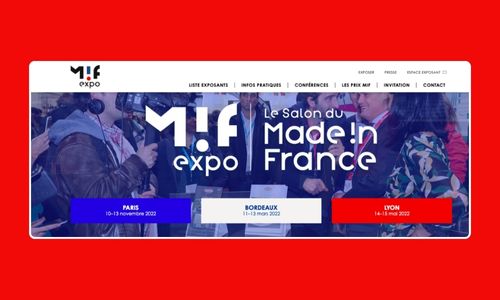 M!F
expo
EXPOSER PRESSE ESPACE EXPOSANT
LISTE EXPOSANTS | INFOS PRATIQUES | CONFÉRENCES | LES PRIX MIF | INVITATION | CONTACT
M!F
expo
Le Salon du
Made!n
France
PARIS
10-13 novembre 2022
BORDEAUX
11-13 mars 2022
LYON
14-15 mai 2022